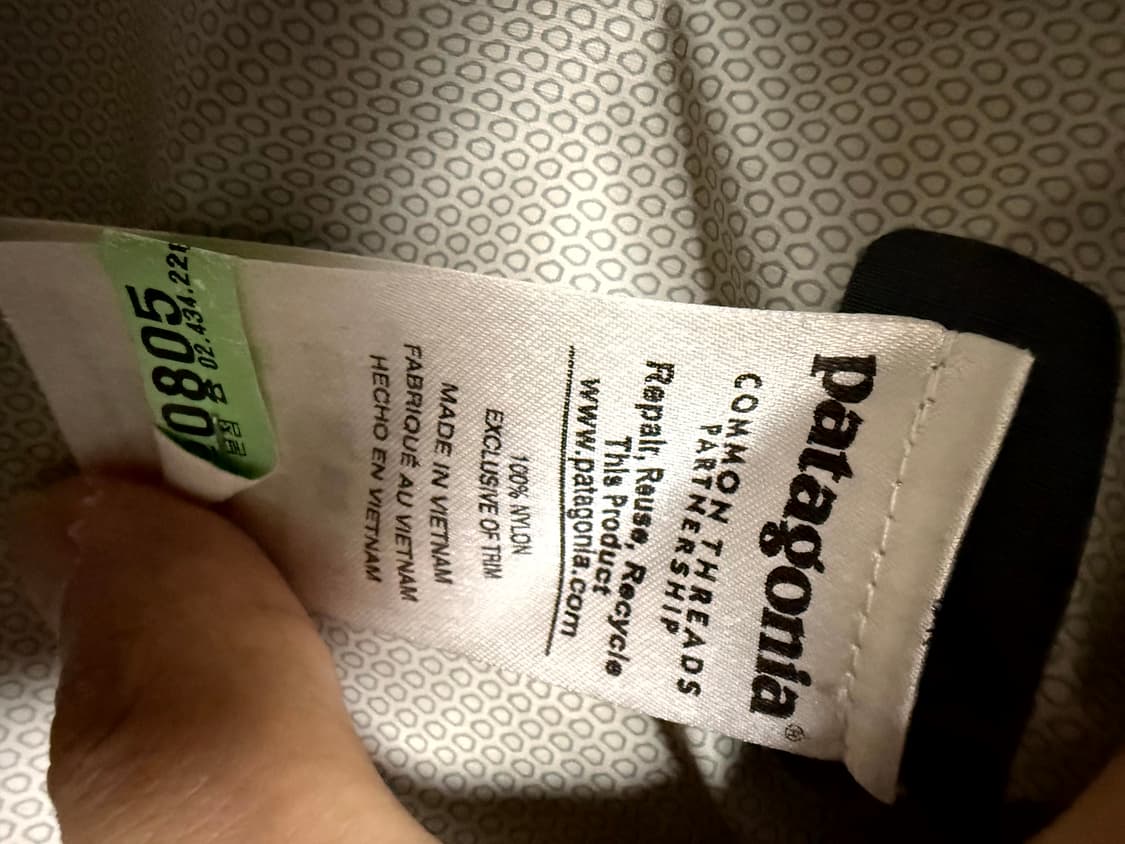 patagonia®
COMMON THREADS
PARTNERSHIP
Repair, Reuse, Recycle
This Product
www.patagonia.com
100% NYLON
EXCLUSIVE OF TRIM
MADE IN VIETNAM
FABRIQUÉ AU VIETNAM
HECHO EN VIETNAM
0805
02.434.22